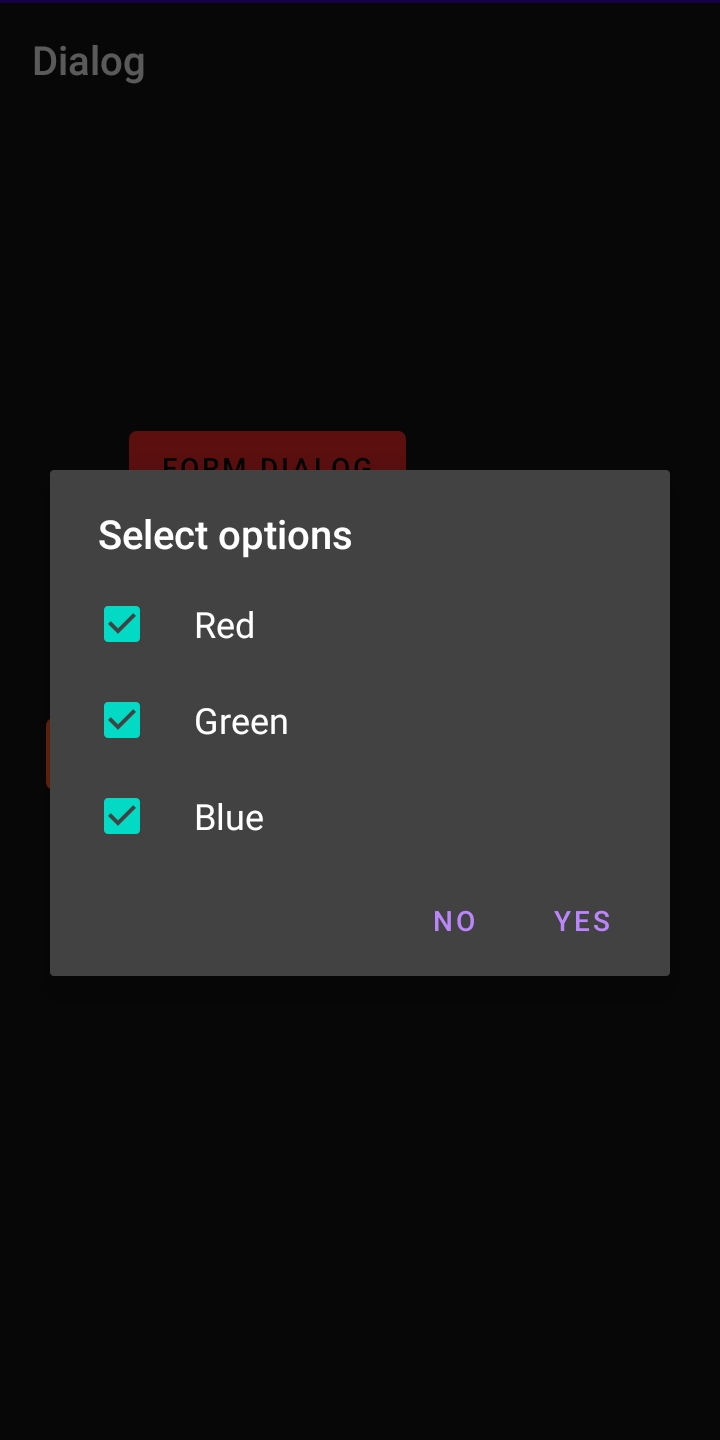 Dialog
FORM DIALOG
Select options
Red
Green
Blue
NO YES